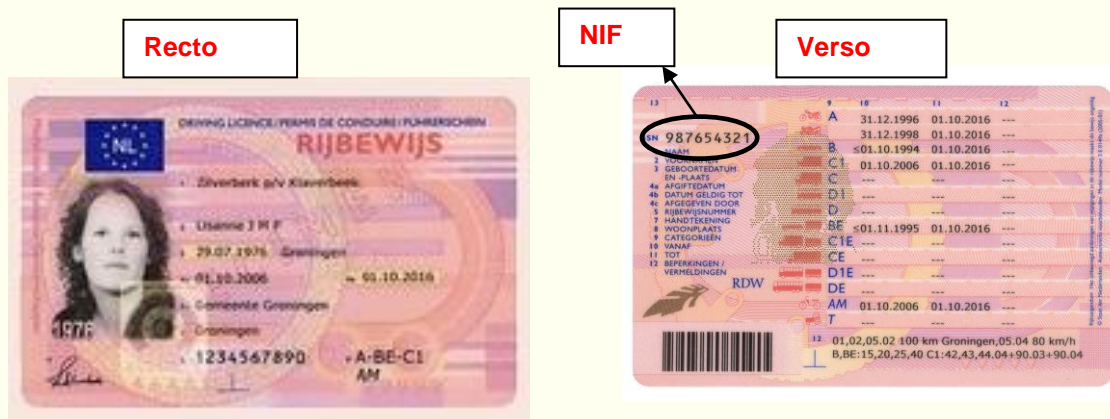 Recto
NIF
Verso
NL
DRIVING LICENCE/PERMIS DE CONDUIRE/FÜHRERSCHEIN
RIJBEWIJS
Zilverberk p/v Klaverbeek
Lisanne J M F
29.07.1976 Groningen
01.10.2006
01.10.2016
Gemeente Groningen
Groningen
1976
1234567890
A-BE-C1
AM
13
9 10 11 12
SN 987654321
NAAM
2 VOORNAMEN
3 GEBOORTEDATUM
EN -PLAATS
4a AFGIFTEDATUM
4b DATUM GELDIG TOT
4c AFGEGEVEN DOOR
5 RIJBEWIJSNUMMER
7 HANDTEKENING
8 WOONPLAATS
9 CATEGORIEËN
10 VANAF
11 TOT
12 BEPERKINGEN /
VERMELDINGEN
RDW
A 31.12.1996 01.10.2016 ---
31.12.1998 01.10.2016 ---
B ≤01.10.1994 01.10.2016 ---
C1 01.10.2006 01.10.2016 ---
C --- --- ---
D1 --- --- ---
D --- --- ---
BE ≤01.11.1995 01.10.2016 ---
C1E --- --- ---
CE --- --- ---
D1E --- --- ---
DE --- --- ---
AM 01.10.2006 01.10.2016 ---
T --- --- ---
12 01,02,05.02 100 km Groningen,05.04 80 km/h
B,BE:15,20,25,40 C1:42,43,44.04+90.03+90.04